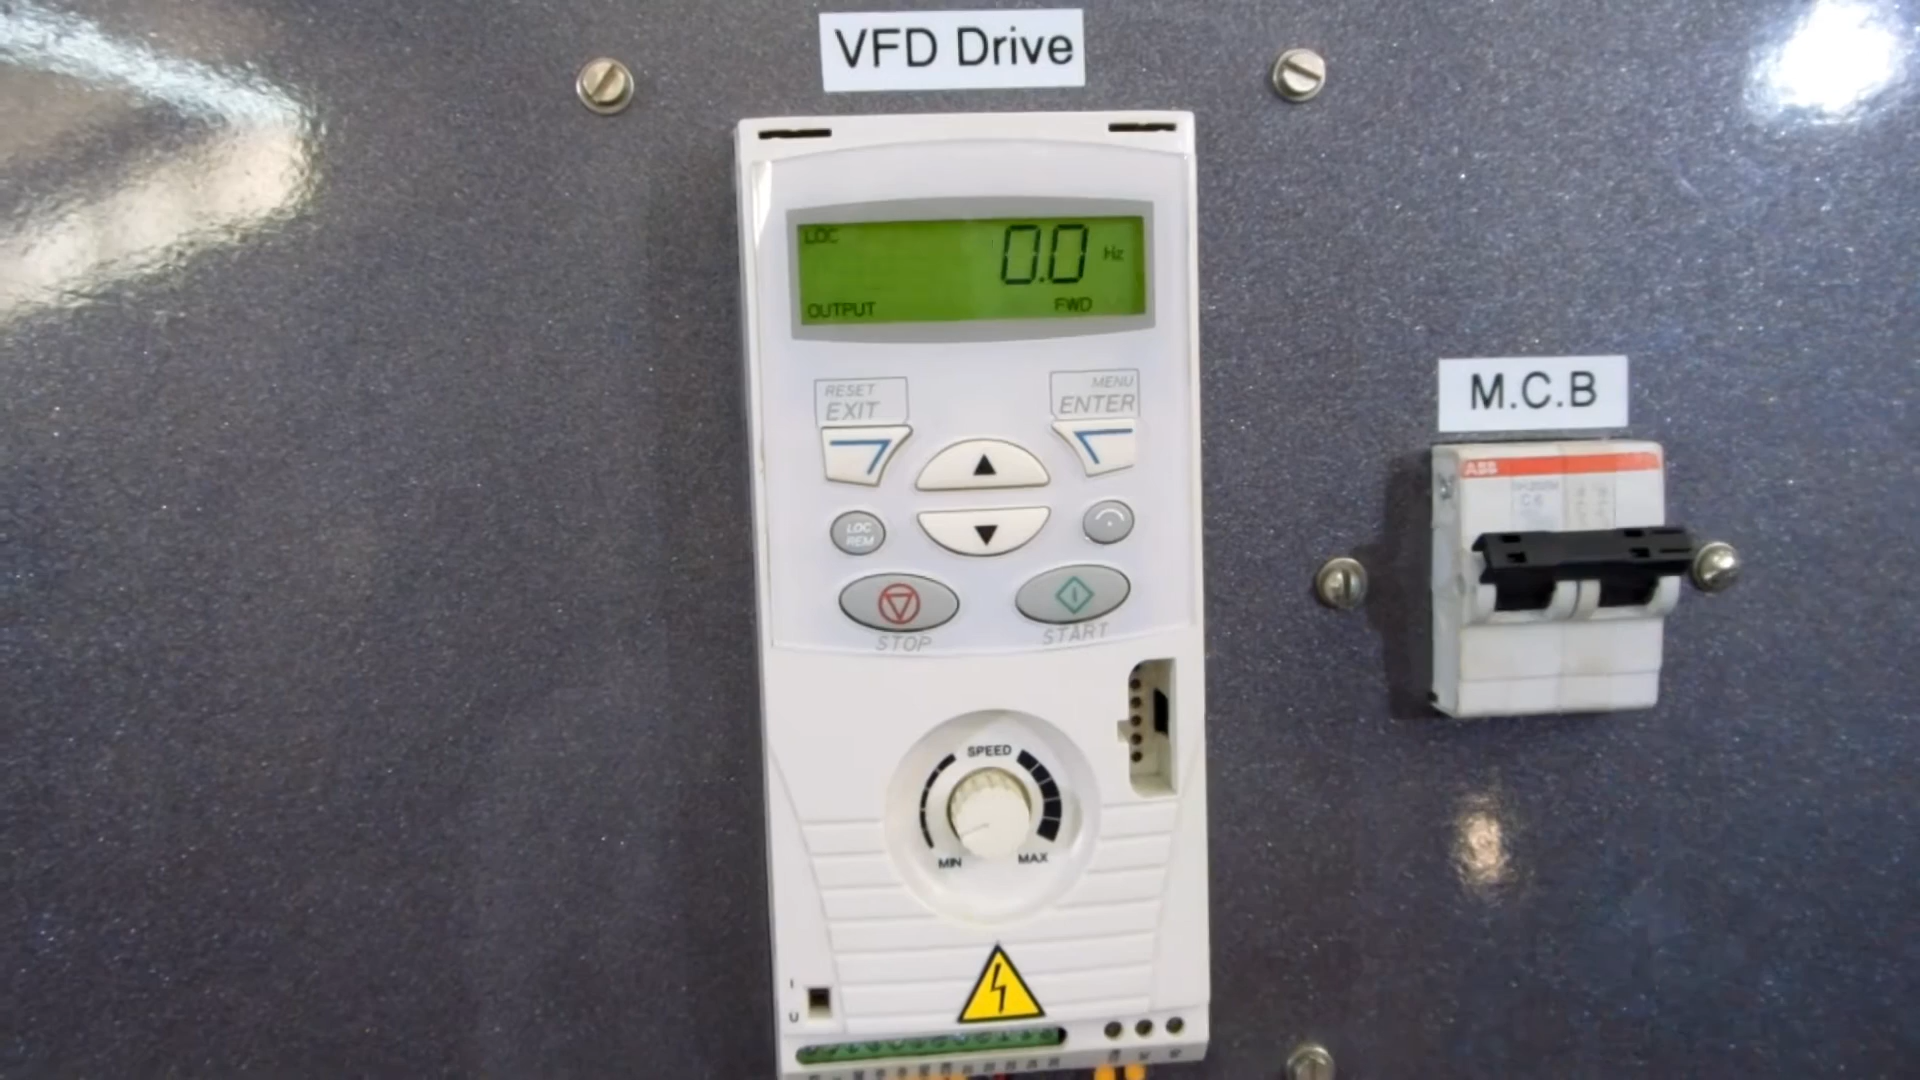 VFD Drive
LOC
0.0 Hz
OUTPUT FWD
RESET
EXIT
MENU
ENTER
LOC
REM
STOP
START
SPEED
MIN MAX
I
U
M.C.B
ABB
C 6